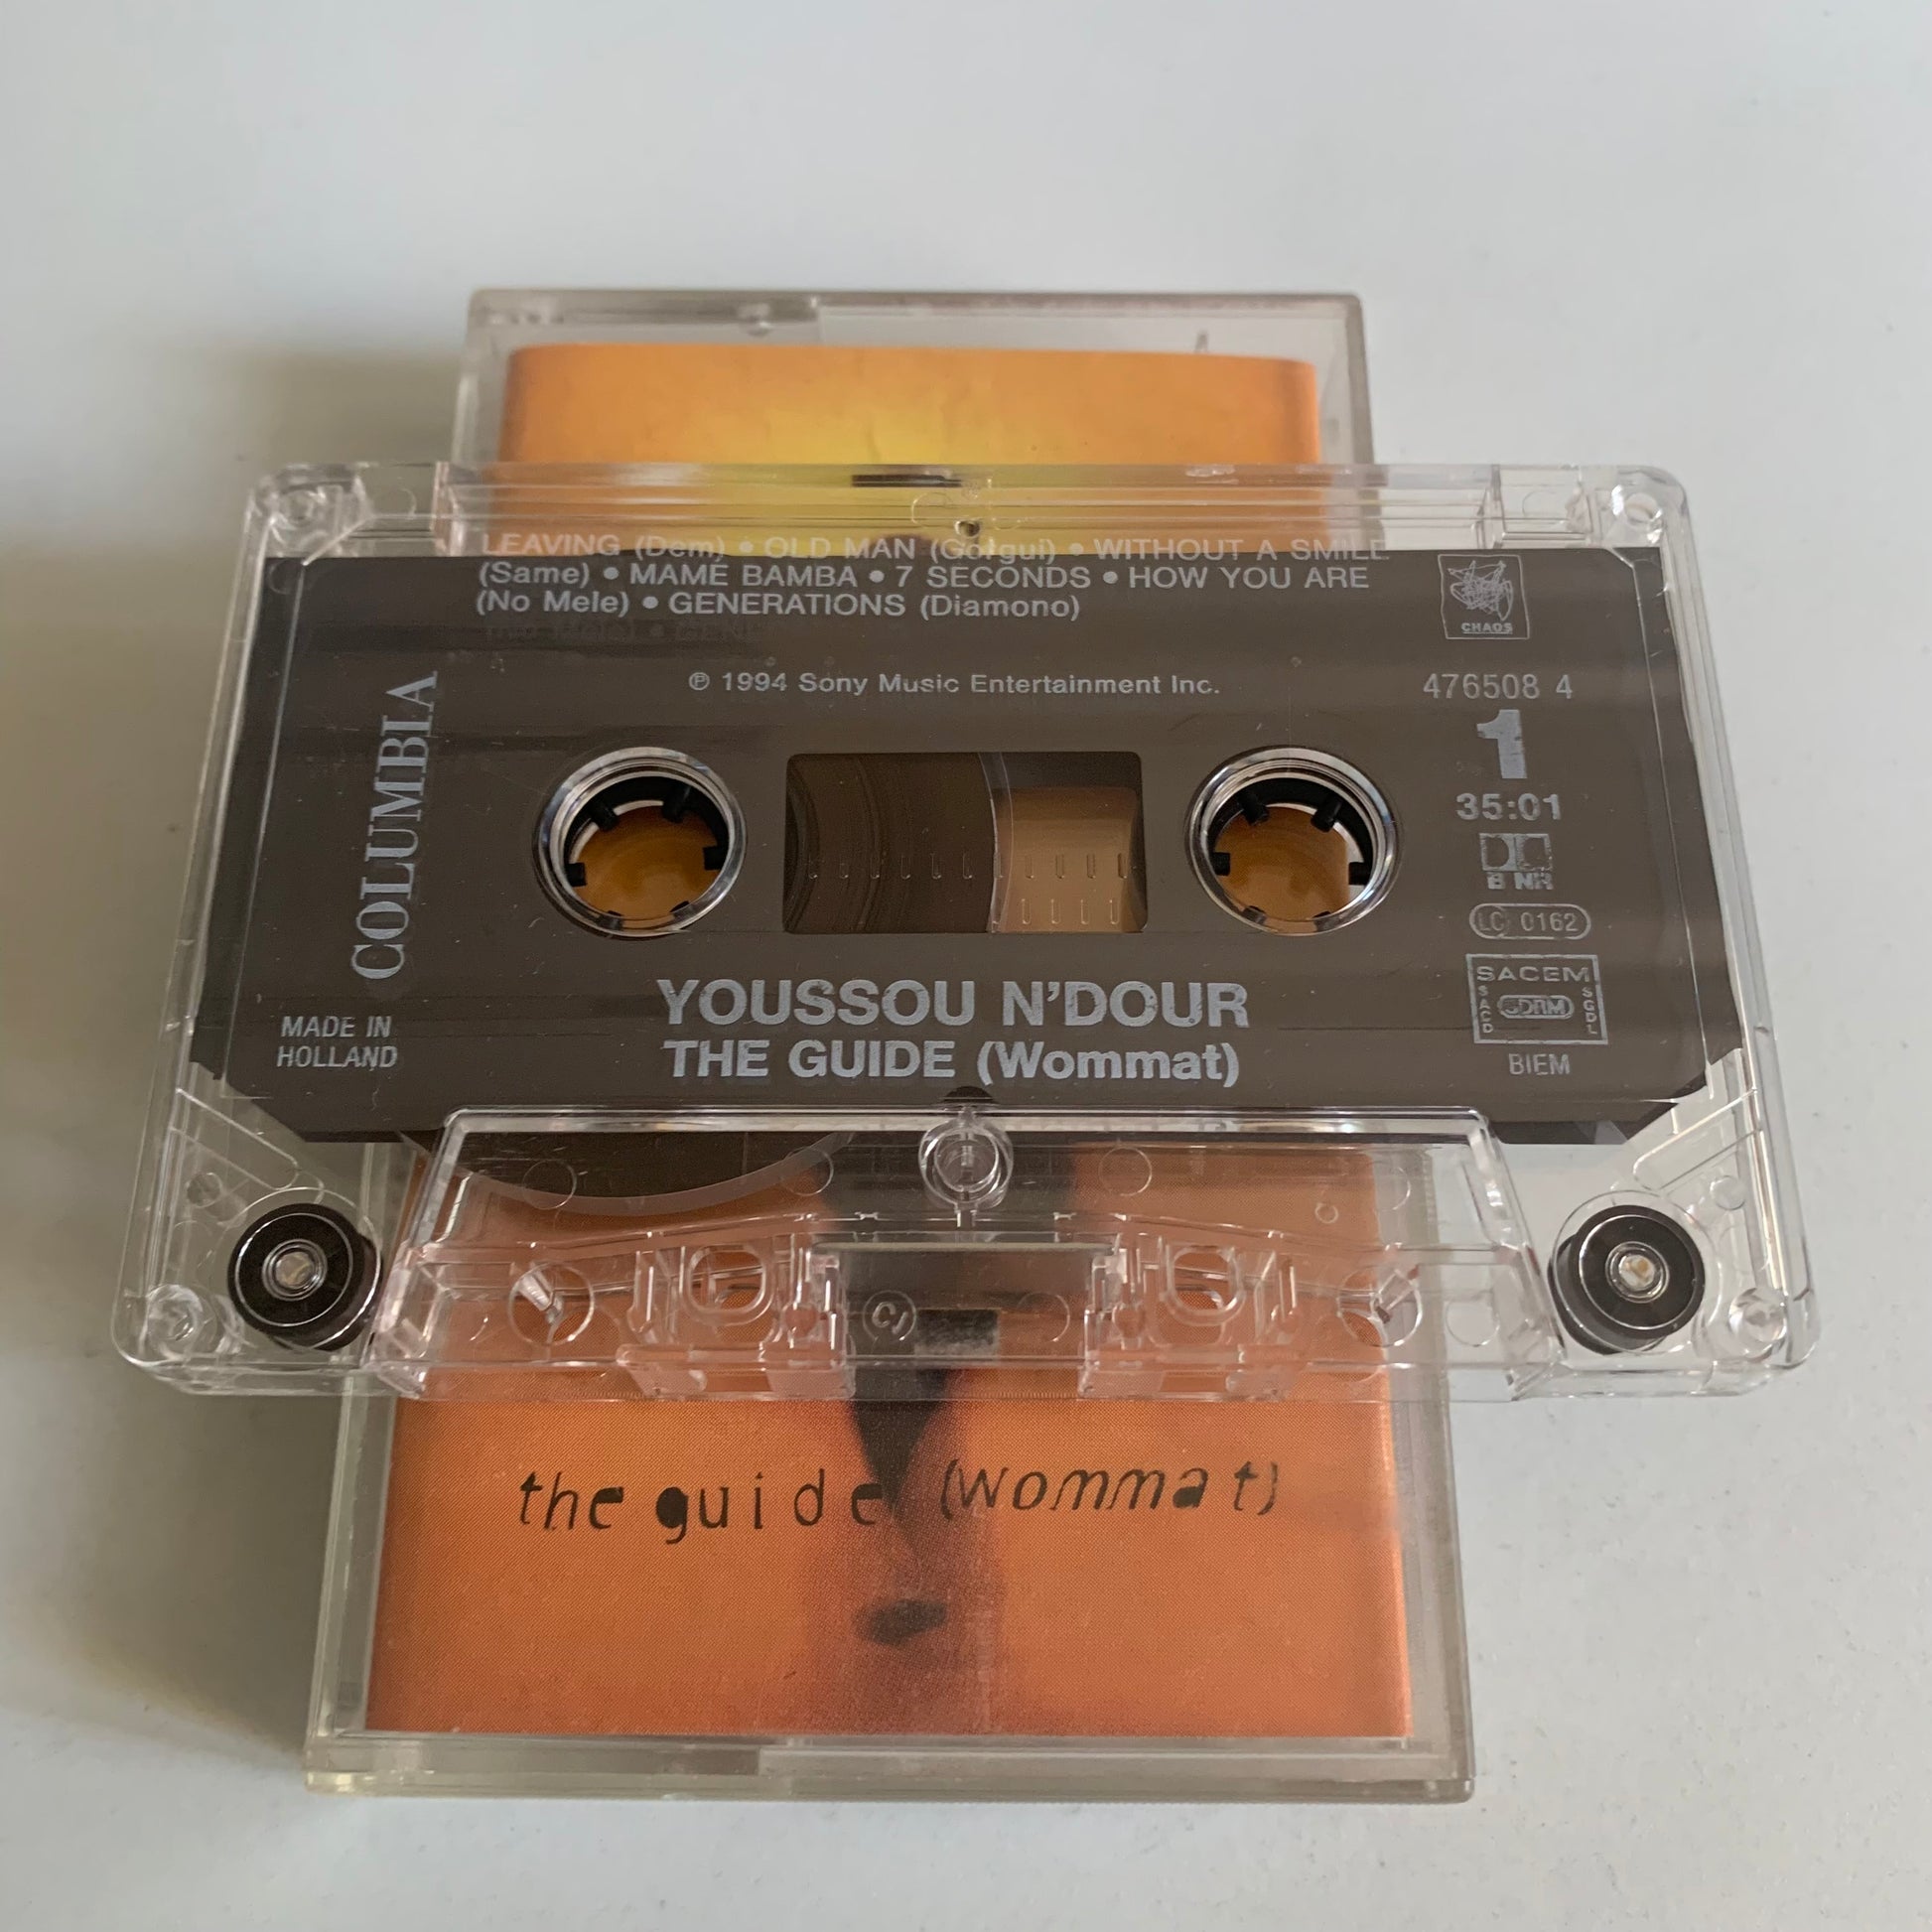 LEAVING (Dem) • OLD MAN (Gorgui) • WITHOUT A SMILE
(Same) • MAME BAMBA • 7 SECONDS • HOW YOU ARE
(No Mele) • GENERATIONS (Diamono)
CHAOS
℗ 1994 Sony Music Entertainment Inc.
476508 4
1
35:01
B NR
LC 0162
COLUMBIA
MADE IN
HOLLAND
YOUSSOU N'DOUR
THE GUIDE (Wommat)
SACEM
SACD
SDRM
SGDL
BIEM
the guide (wommat)